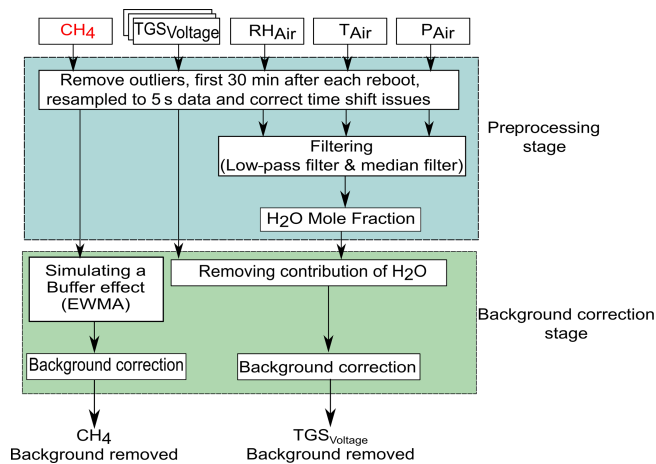 CH4
TGSVoltage
RHAir
TAir
PAir
Remove outliers, first 30 min after each reboot,
resampled to 5 s data and correct time shift issues
Preprocessing
stage
Filtering
(Low-pass filter & median filter)
H2O Mole Fraction
Simulating a
Buffer effect
(EWMA)
Removing contribution of H2O
Background correction
stage
Background correction
Background correction
CH4
Background removed
TGSVoltage
Background removed